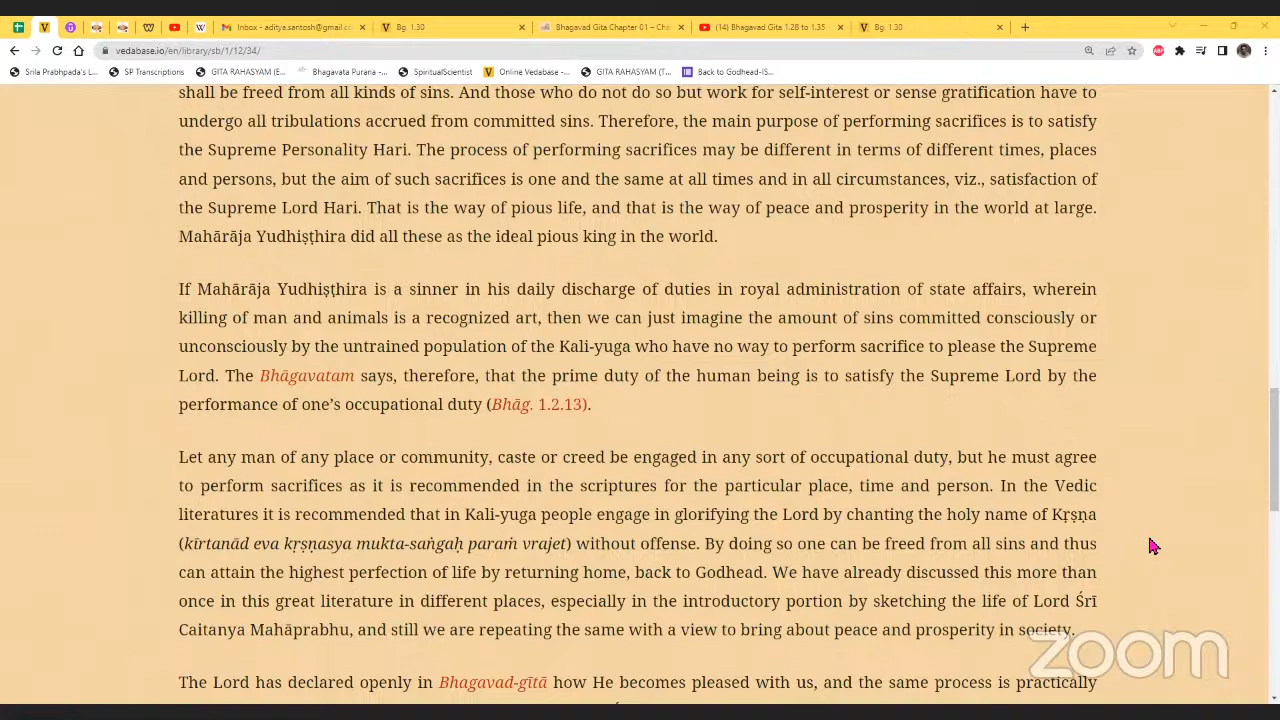 Inbox - aditya.santosh@gmail.c
Bg. 1.30
Bhagavad Gita Chapter 01 – Ch
(14) Bhagavad Gita 1.28 to 1.35
Bg. 1.30
vedabase.io/en/library/sb/1/12/34/
Srila Prabhpada's L... SP Transcriptions GITA RAHASYAM (E... Bhagavata Purana -... SpiritualScientist Online Vedabase -... GITA RAHASYAM (T... Back to Godhead-IS...
shall be freed from all kinds of sins. And those who do not do so but work for self-interest or sense gratification have to
undergo all tribulations accrued from committed sins. Therefore, the main purpose of performing sacrifices is to satisfy
the Supreme Personality Hari. The process of performing sacrifices may be different in terms of different times, places
and persons, but the aim of such sacrifices is one and the same at all times and in all circumstances, viz., satisfaction of
the Supreme Lord Hari. That is the way of pious life, and that is the way of peace and prosperity in the world at large.
Mahārāja Yudhiṣṭhira did all these as the ideal pious king in the world.
If Mahārāja Yudhiṣṭhira is a sinner in his daily discharge of duties in royal administration of state affairs, wherein
killing of man and animals is a recognized art, then we can just imagine the amount of sins committed consciously or
unconsciously by the untrained population of the Kali-yuga who have no way to perform sacrifice to please the Supreme
Lord. The Bhāgavatam says, therefore, that the prime duty of the human being is to satisfy the Supreme Lord by the
performance of one's occupational duty (Bhāg. 1.2.13).
Let any man of any place or community, caste or creed be engaged in any sort of occupational duty, but he must agree
to perform sacrifices as it is recommended in the scriptures for the particular place, time and person. In the Vedic
literatures it is recommended that in Kali-yuga people engage in glorifying the Lord by chanting the holy name of Kṛṣṇa
(kīrtanād eva kṛṣṇasya mukta-saṅgaḥ paraṁ vrajet) without offense. By doing so one can be freed from all sins and thus
can attain the highest perfection of life by returning home, back to Godhead. We have already discussed this more than
once in this great literature in different places, especially in the introductory portion by sketching the life of Lord Śrī
Caitanya Mahāprabhu, and still we are repeating the same with a view to bring about peace and prosperity in society.
zoom
The Lord has declared openly in Bhagavad-gītā how He becomes pleased with us, and the same process is practically